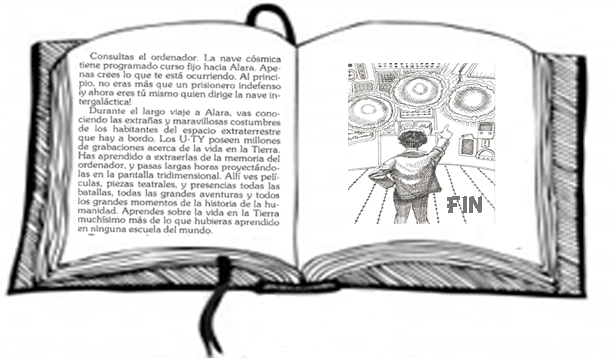 Consultas el ordenador. La nave cósmica
tiene programado curso fijo hacia Alara. Ape-
nas crees lo que te está ocurriendo. Al princi-
pio, no eras más que un prisionero indefenso
¡y ahora eres tú mismo quien dirige la nave in-
tergaláctica!
Durante el largo viaje a Alara, vas cono-
ciendo las extrañas y maravillosas costumbres
de los habitantes del espacio extraterrestre
que hay a bordo. Los U-TY poseen millones
de grabaciones acerca de la vida en la Tierra.
Has aprendido a extraerlas de la memoria del
ordenador, y pasas largas horas proyectándo-
las en la pantalla tridimensional. Allí ves pelí-
culas, piezas teatrales, y presencias todas las
batallas, todas las grandes aventuras y todos
los grandes momentos de la historia de la hu-
manidad. Aprendes sobre la vida en la Tierra
muchísimo más de lo que hubieras aprendido
en ninguna escuela del mundo.
FIN